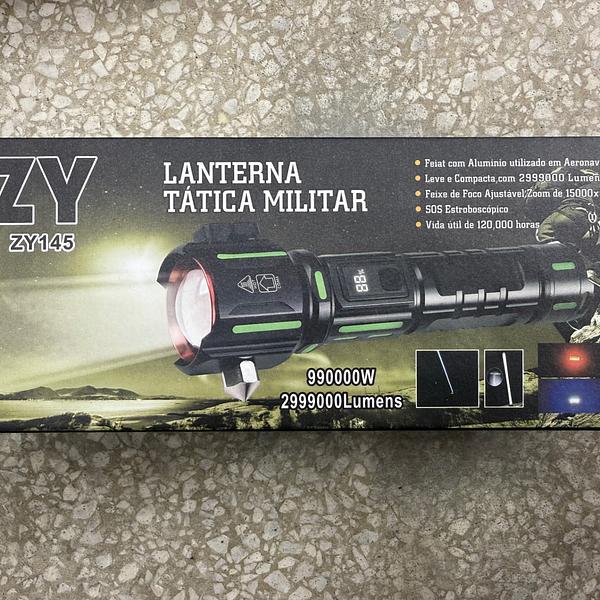 ZY
ZY145
LANTERNA
TÁTICA MILITAR
Feiat com Aluminio utilizado em Aeronav
Leve e Compacta,com 2999000 Lumen
Feixe de Foco Ajustável,Zoom de 15000x
SOS Estroboscópico
Vida útil de 120,000 horas
88%
990000W
2999000Lumens